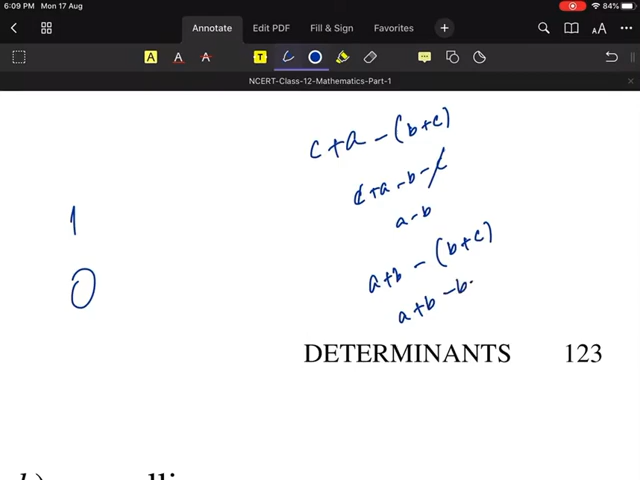 6:09 PM Mon 17 Aug
84%
Annotate Edit PDF Fill & Sign Favorites
NCERT-Class-12-Mathematics-Part-1
c+a-(b+c)
c+a-b-c
a-b
1
a+b-(b+c)
0
a+b-b-
DETERMINANTS 123